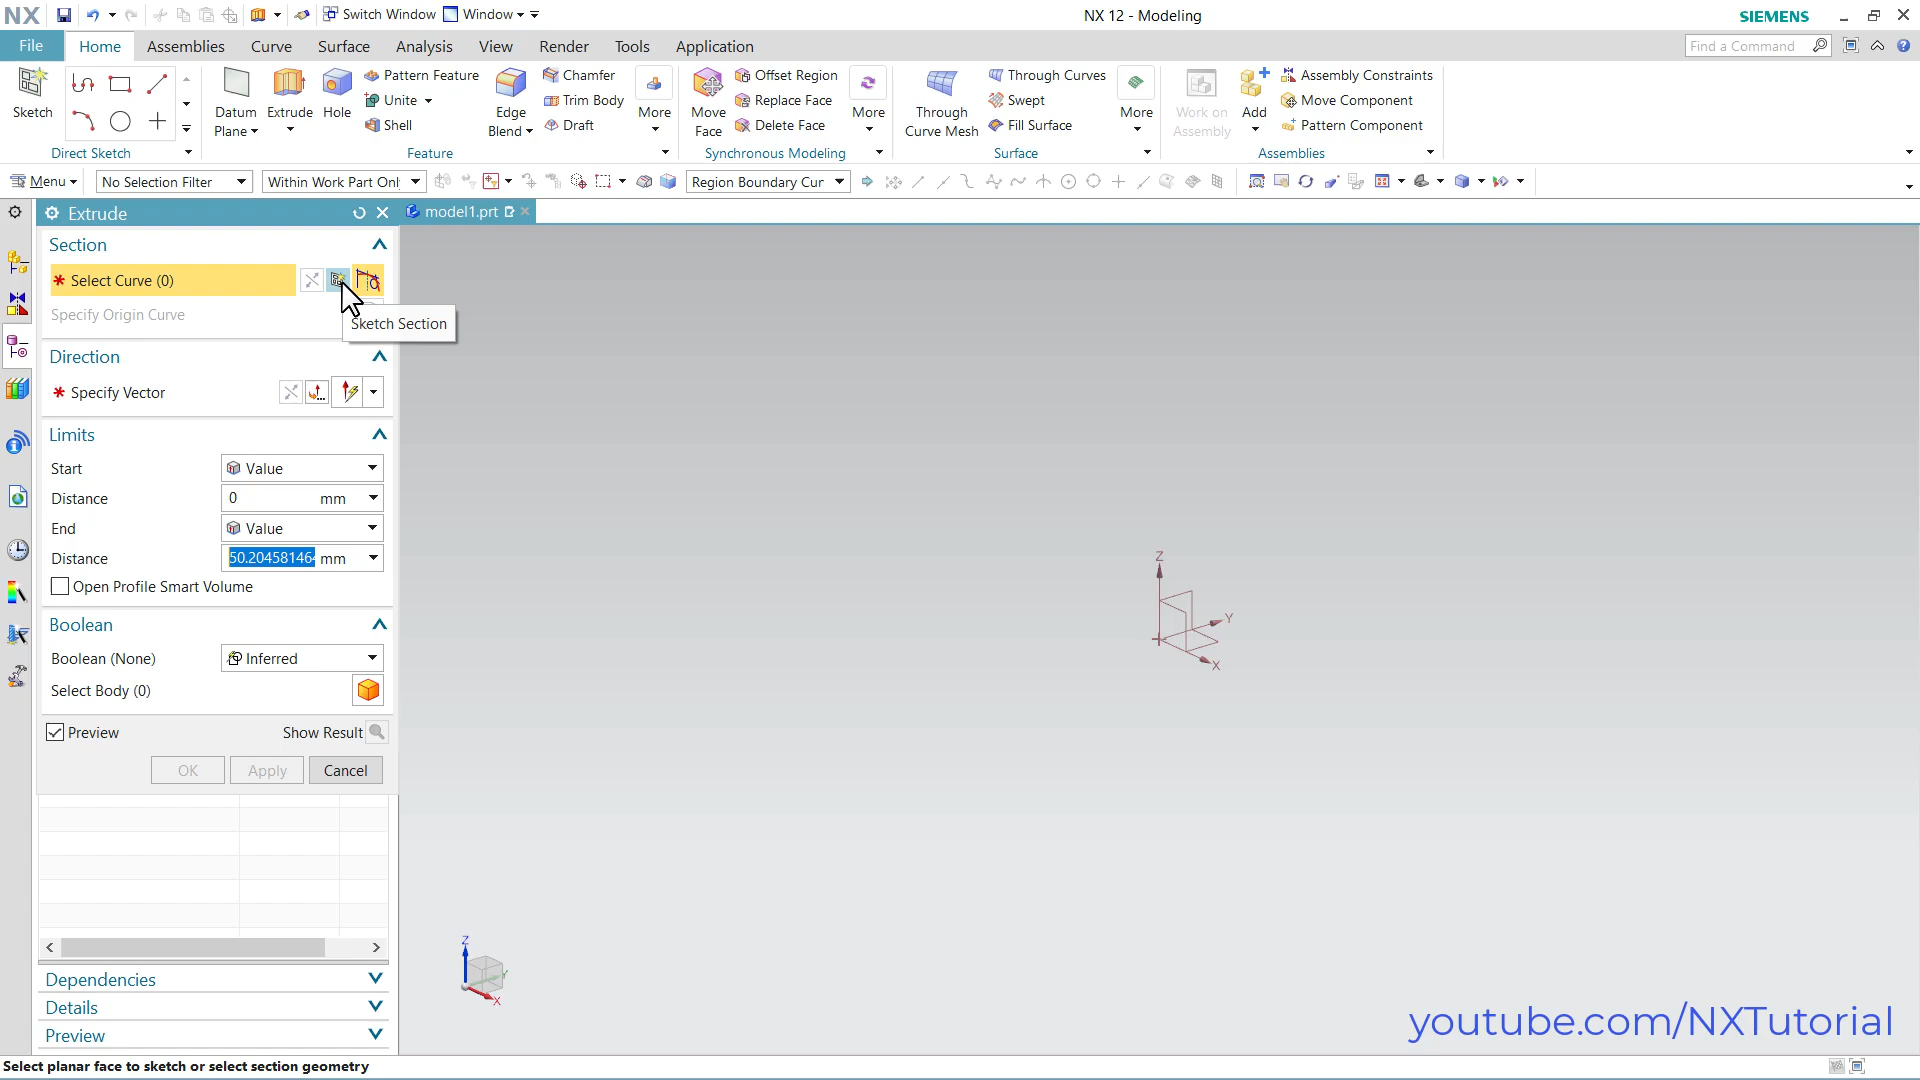 NX
Switch Window
Window
NX 12 - Modeling
SIEMENS
File
Home
Assemblies
Curve
Surface
Analysis
View
Render
Tools
Application
Find a Command
Sketch
Datum
Plane
Extrude
Hole
Pattern Feature
Unite
Shell
Edge
Blend
Chamfer
Trim Body
Draft
More
Move
Face
Offset Region
Replace Face
Delete Face
More
Through
Curve Mesh
Through Curves
Swept
Fill Surface
More
Work on
Assembly
Add
Assembly Constraints
Move Component
Pattern Component
Direct Sketch
Feature
Synchronous Modeling
Surface
Assemblies
Menu
No Selection Filter
Within Work Part Onl
Region Boundary Cur
Extrude
model1.prt
Section
* Select Curve (0)
Specify Origin Curve
Sketch Section
Direction
* Specify Vector
Limits
Start
Value
Distance
0 mm
End
Value
Distance
50.20458146 mm
Open Profile Smart Volume
Boolean
Boolean (None)
Inferred
Select Body (0)
Preview
Show Result
OK
Apply
Cancel
Dependencies
Details
Preview
Z
Y
X
Z
Y
X
youtube.com/NXTutorial
Select planar face to sketch or select section geometry